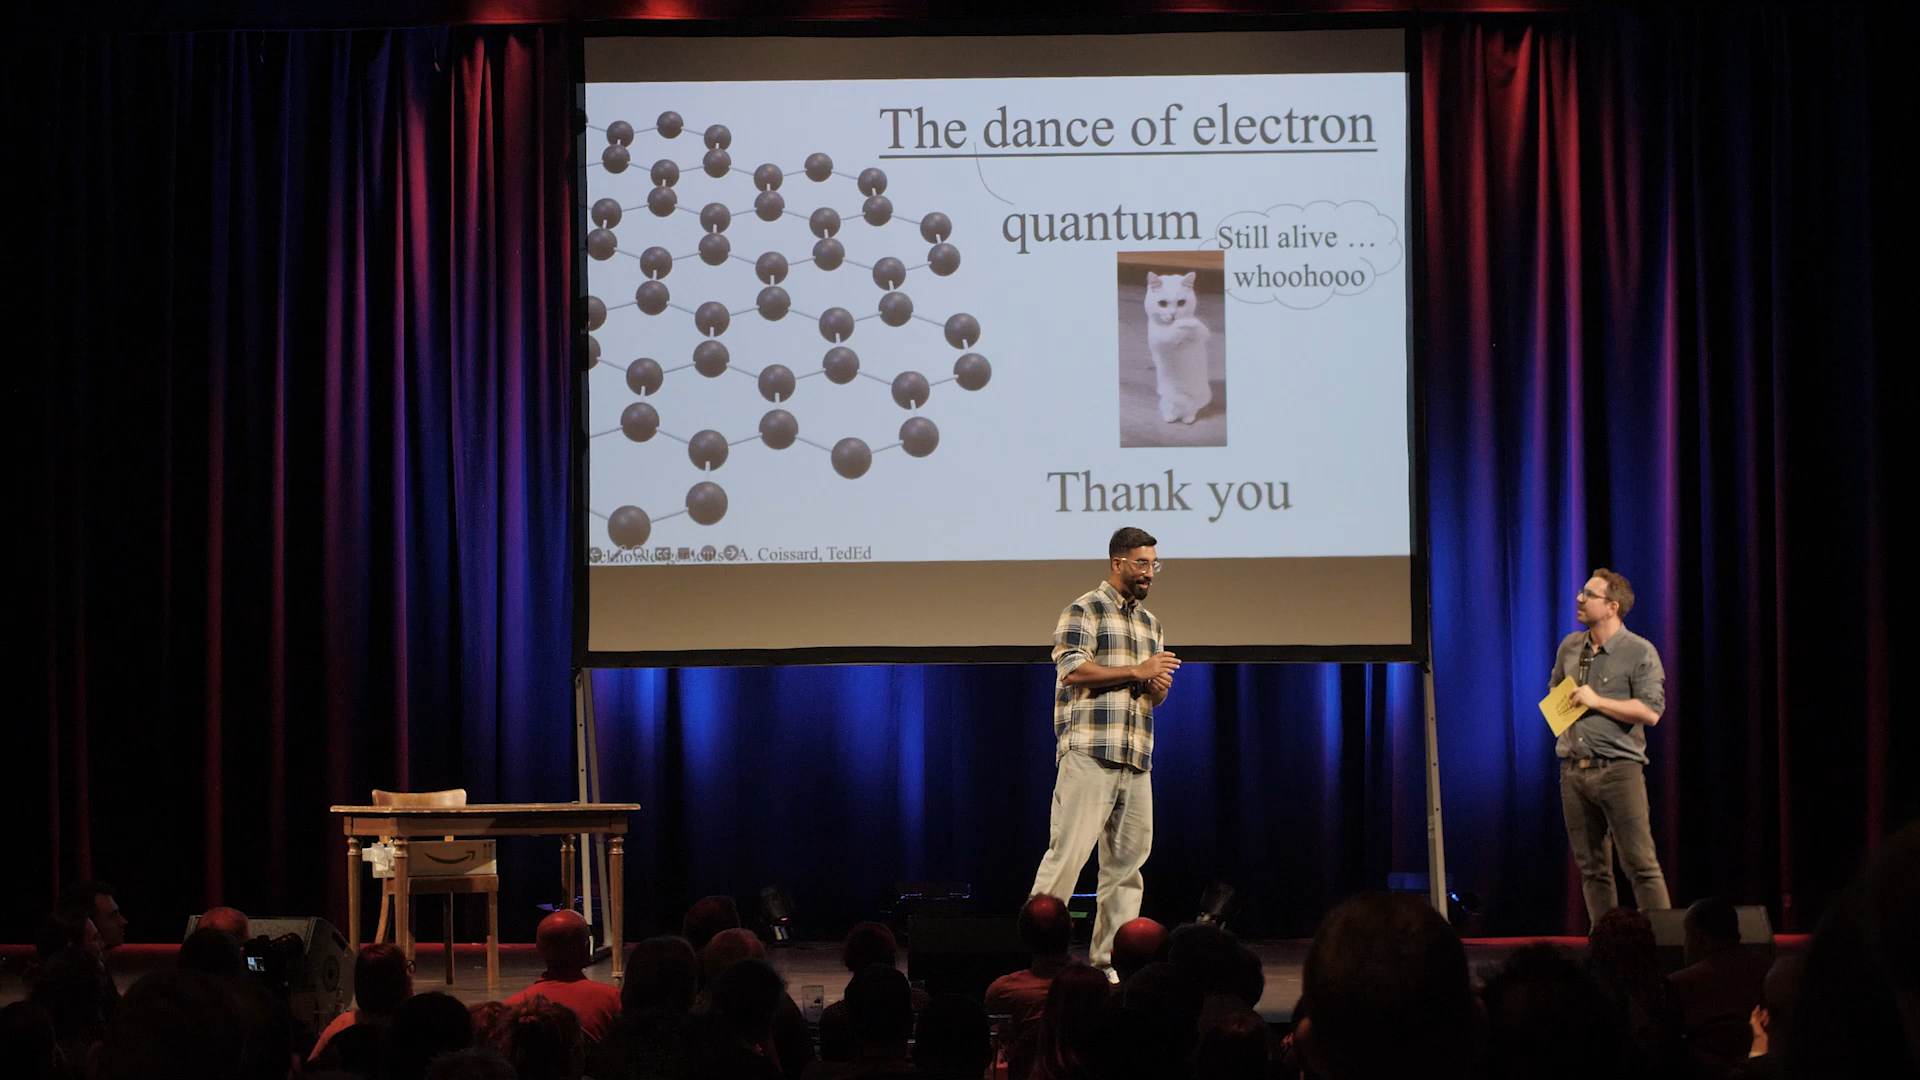 The dance of electron
quantum
Still alive …
whoohooo
Thank you
A. Coissard, TedEd